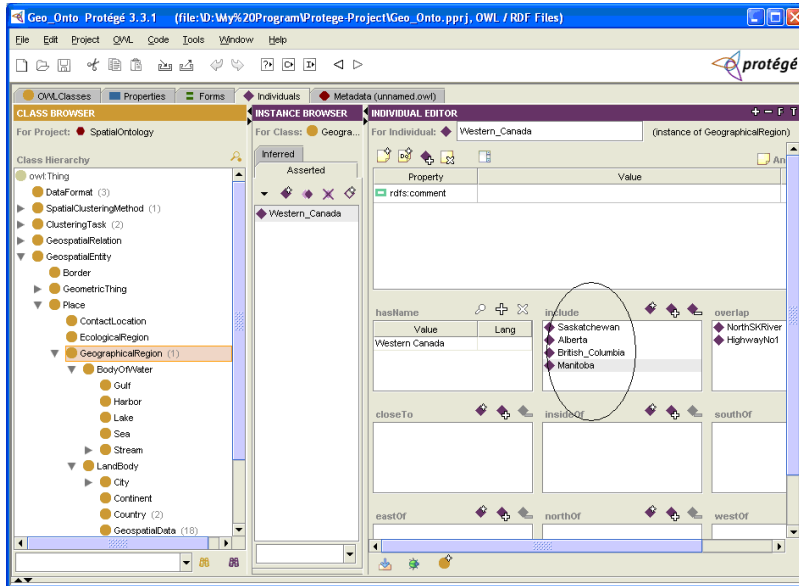 Geo_Onto Protégé 3.3.1 (file:\D:\My%20Program\Protege-Project\Geo_Onto.pprj, OWL / RDF Files)
File Edit Project OWL Code Tools Window Help
protégé
OWLClasses Properties Forms Individuals Metadata (unnamed.owl)
CLASS BROWSER
For Project: SpatialOntology
Class Hierarchy
owl:Thing
DataFormat (3)
SpatialClusteringMethod (1)
ClusteringTask (2)
GeospatialRelation
GeospatialEntity
Border
GeometricThing
Place
ContactLocation
EcologicalRegion
GeographicalRegion (1)
BodyOfWater
Gulf
Harbor
Lake
Sea
Stream
LandBody
City
Continent
Country (2)
GeospatialData (18)
INSTANCE BROWSER
For Class: Geogra...
Inferred
Asserted
Western_Canada
INDIVIDUAL EDITOR + − F T
For Individual: Western_Canada (instance of GeographicalRegion)
An
Property Value
rdfs:comment
hasName
Value Lang
Western Canada
include
Saskatchewan
Alberta
British_Columbia
Manitoba
overlap
NorthSKRiver
HighwayNo1
closeTo insideOf southOf
eastOf northOf westOf